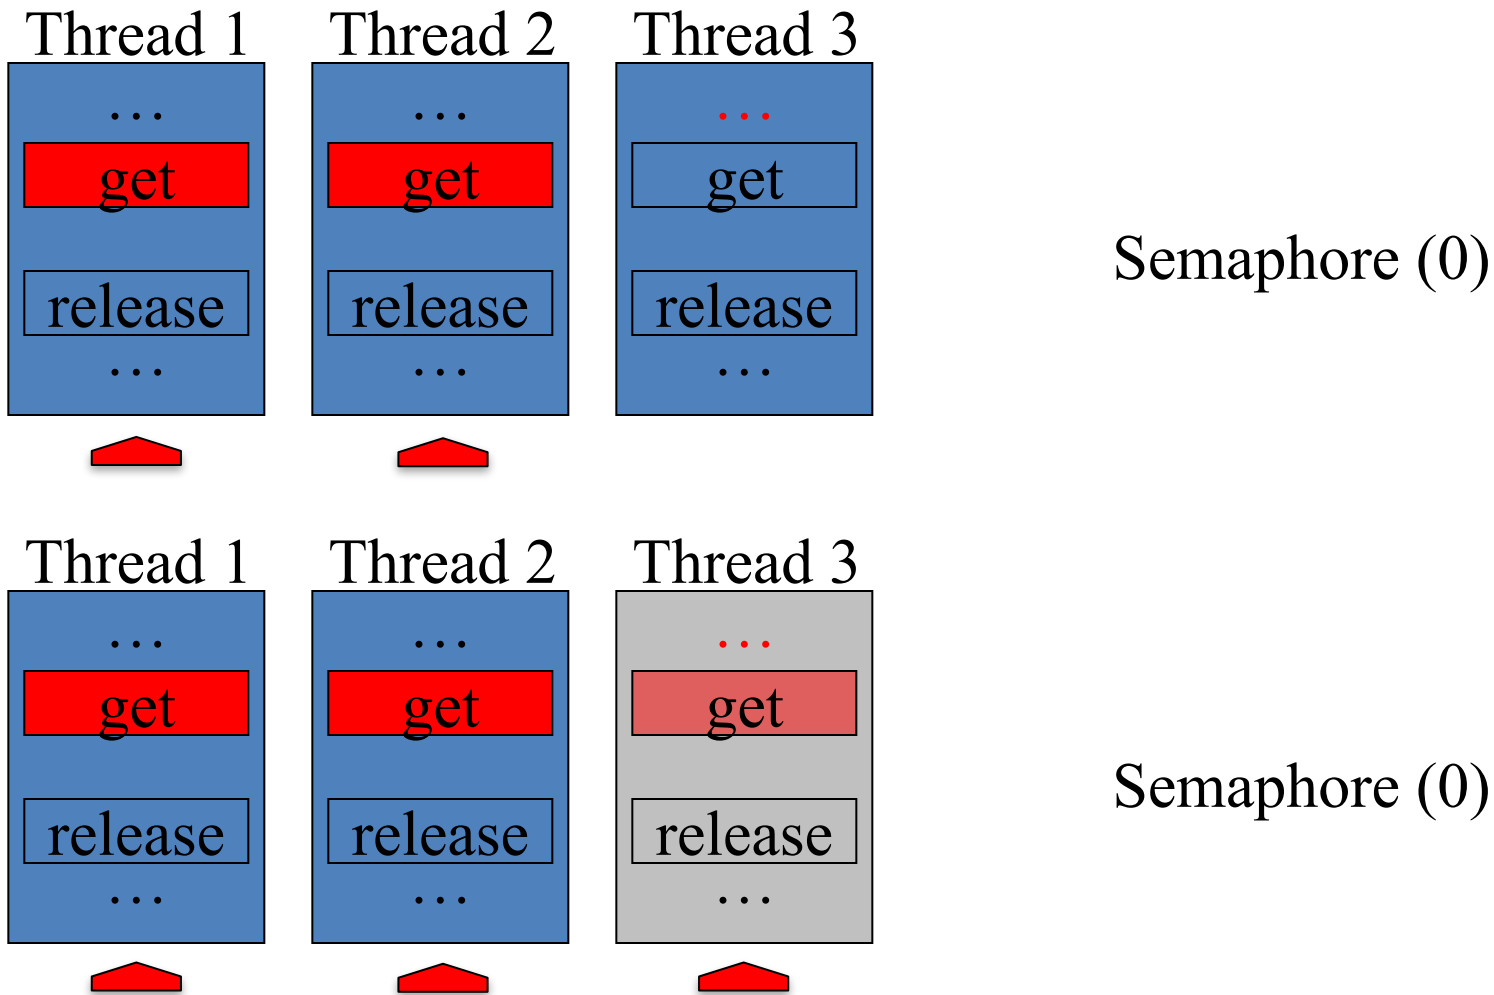 Thread 1 Thread 2 Thread 3
… … …
get get get
Semaphore (0)
release release release
… … …
Thread 1 Thread 2 Thread 3
… … …
get get get
Semaphore (0)
release release release
… … …